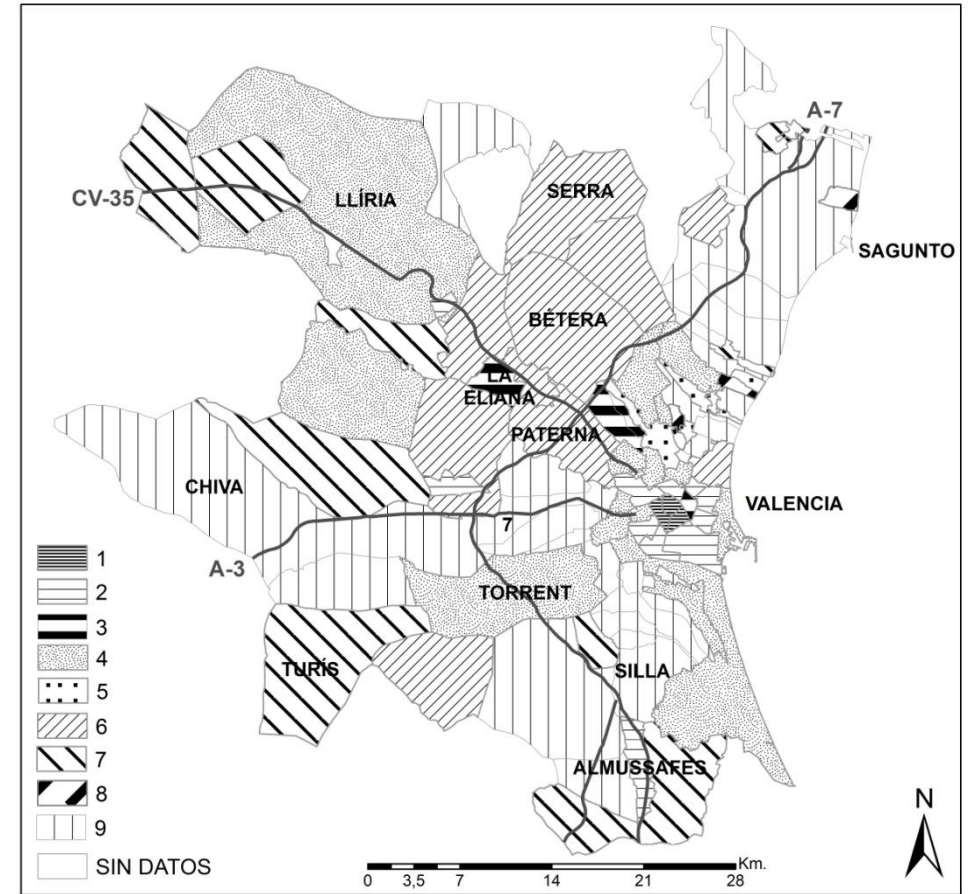 A-7
CV-35
LLÍRIA
SERRA
SAGUNTO
BÉTERA
LA
ELIANA
PATERNA
CHIVA
VALENCIA
7
A-3
TORRENT
TURÍS
SILLA
ALMUSSAFES
1
2
3
4
5
6
7
8
9
SIN DATOS
N
Km.
0 3,5 7 14 21 28